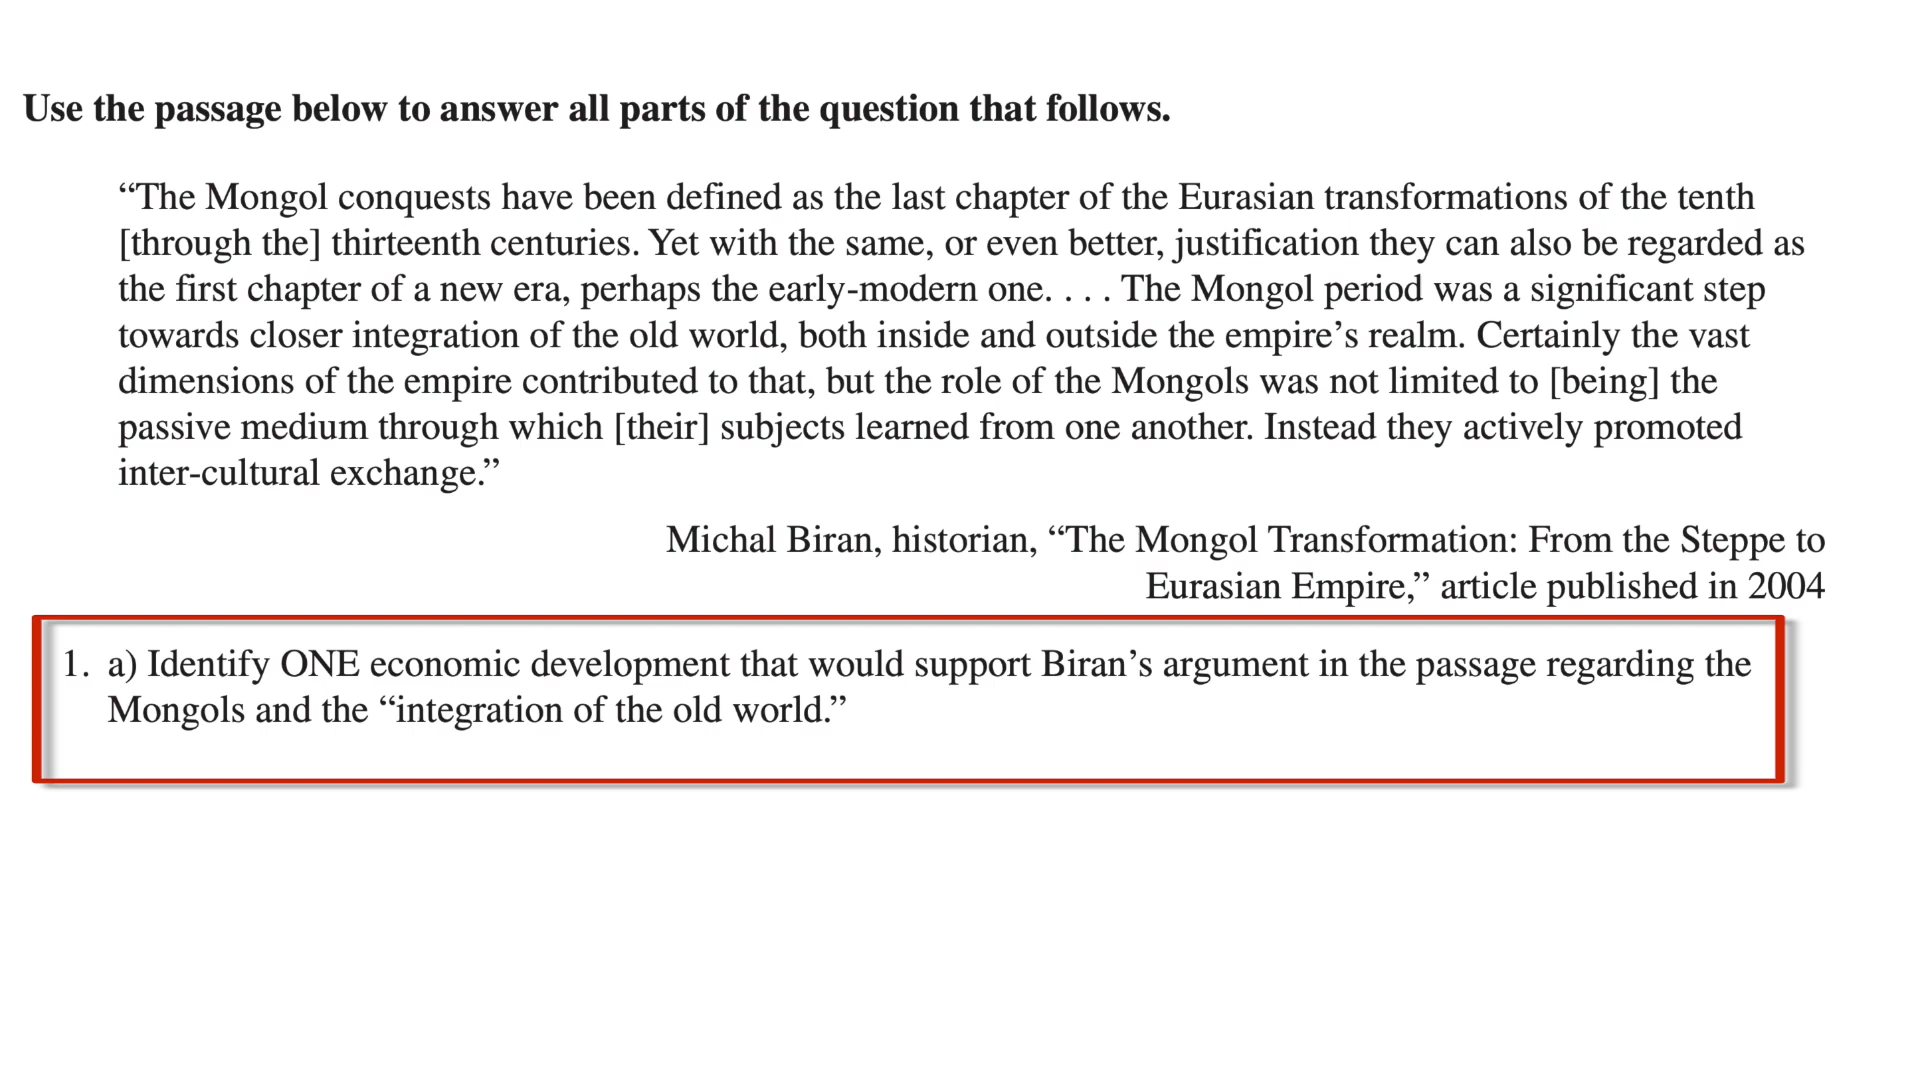 Use the passage below to answer all parts of the question that follows.
“The Mongol conquests have been defined as the last chapter of the Eurasian transformations of the tenth
[through the] thirteenth centuries. Yet with the same, or even better, justification they can also be regarded as
the first chapter of a new era, perhaps the early-modern one. . . . The Mongol period was a significant step
towards closer integration of the old world, both inside and outside the empire’s realm. Certainly the vast
dimensions of the empire contributed to that, but the role of the Mongols was not limited to [being] the
passive medium through which [their] subjects learned from one another. Instead they actively promoted
inter-cultural exchange.”
Michal Biran, historian, “The Mongol Transformation: From the Steppe to
Eurasian Empire,” article published in 2004
1. a) Identify ONE economic development that would support Biran’s argument in the passage regarding the
Mongols and the “integration of the old world.”